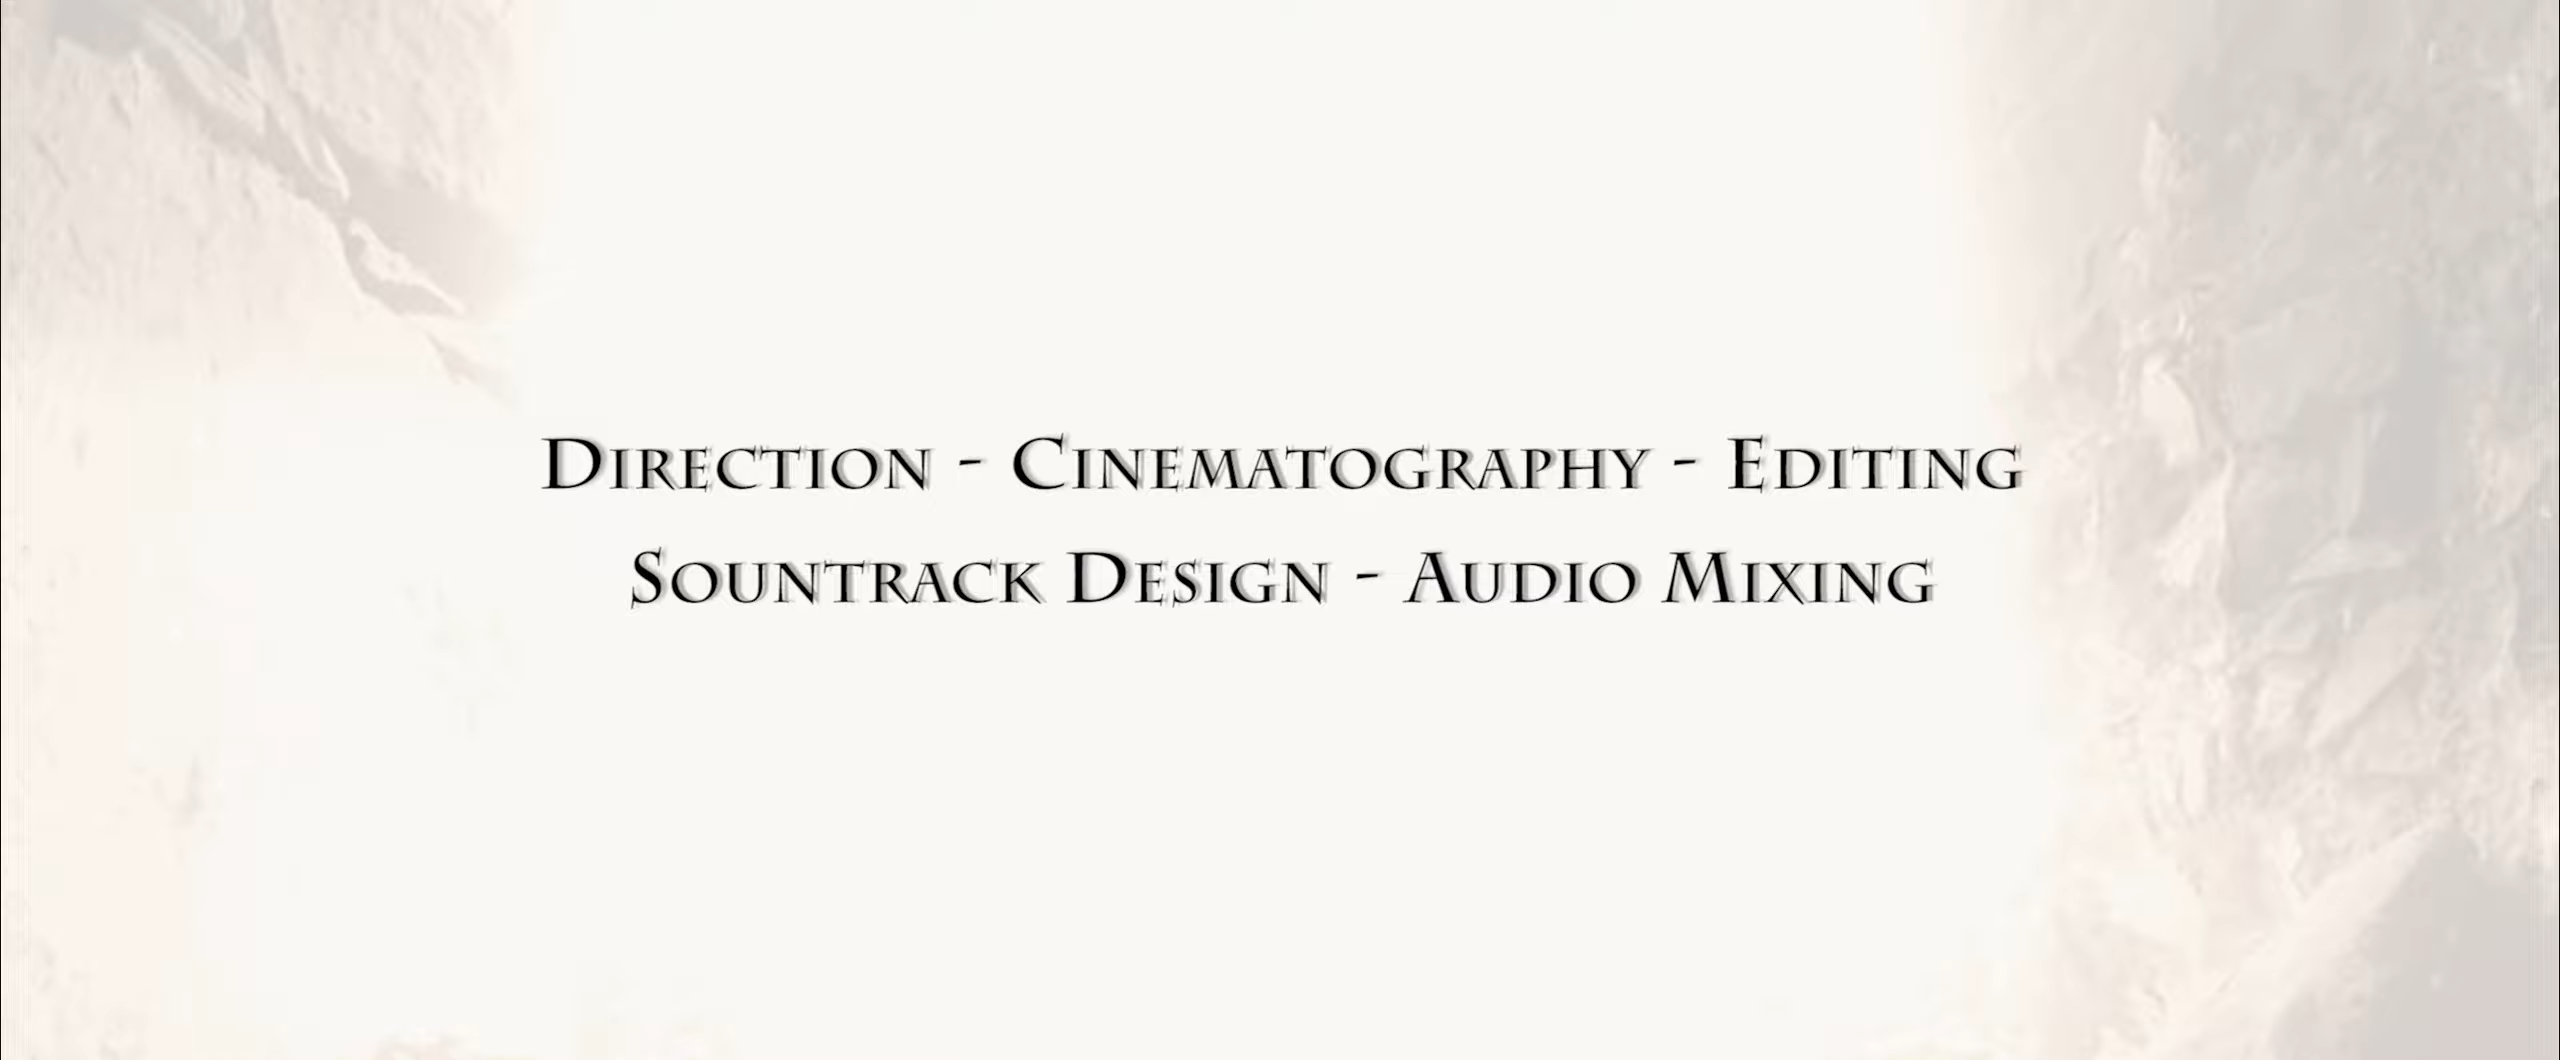 Direction - Cinematography - Editing
Sountrack Design - Audio Mixing